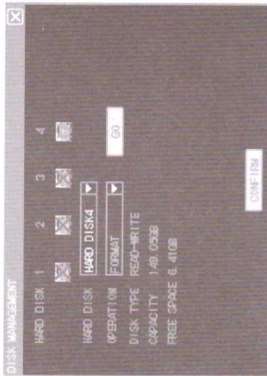 DISK MANAGEMENT
HARD DISK 1 2 3 4
HARD DISK HARD DISK4
OPERATION FORMAT GO
DISK TYPE READ-WRITE
CAPACITY 149.05GB
FREE SPACE 6.41GB
CONFIRM